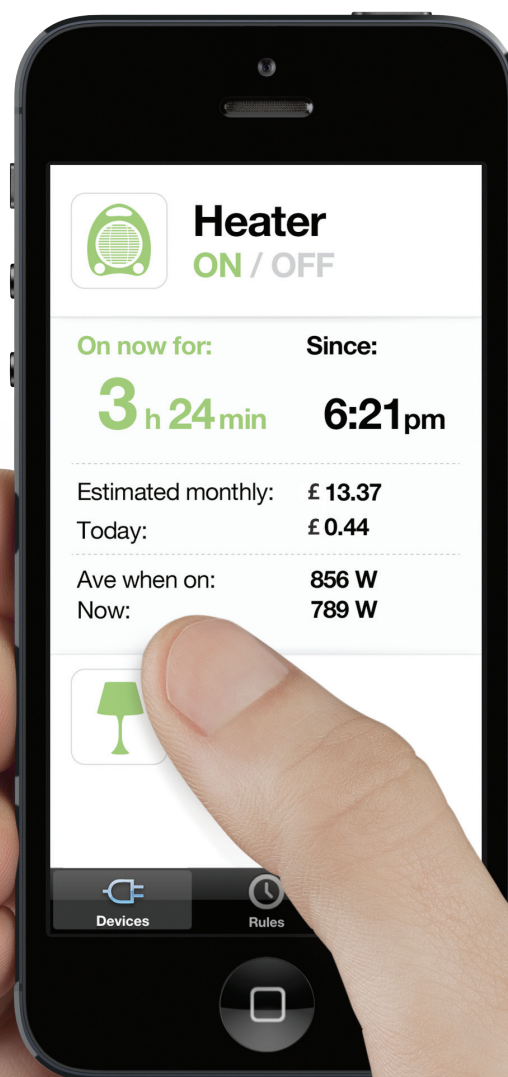 Heater
ON / OFF
On now for: Since:
3 h 24 min 6:21pm
Estimated monthly: £ 13.37
Today: £ 0.44
Ave when on: 856 W
Now: 789 W
Devices Rules